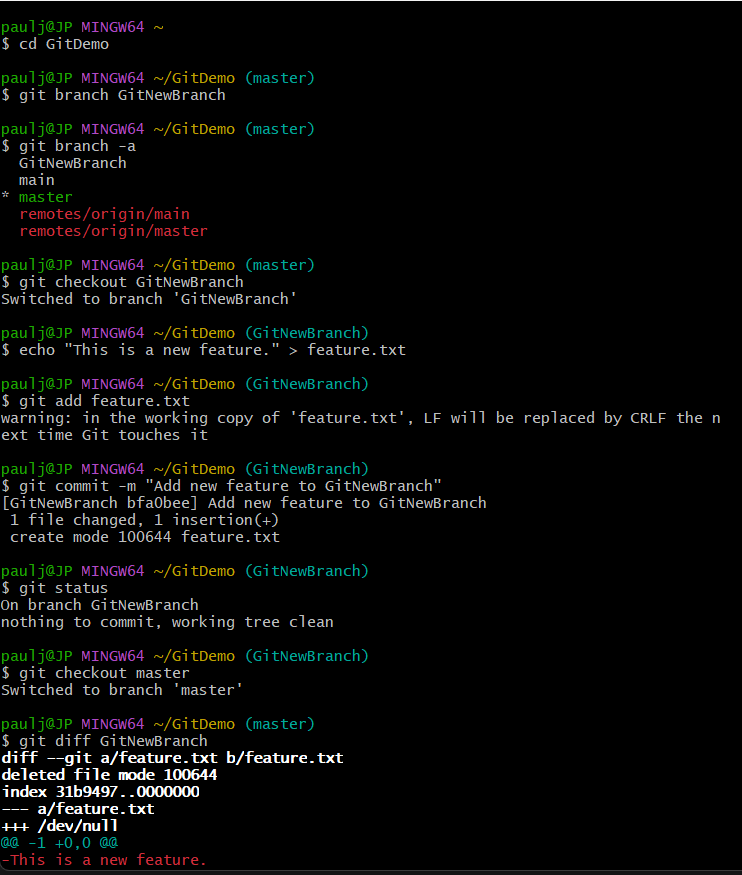 paulj@JP MINGW64 ~
$ cd GitDemo
paulj@JP MINGW64 ~/GitDemo (master)
$ git branch GitNewBranch
paulj@JP MINGW64 ~/GitDemo (master)
$ git branch -a
  GitNewBranch
  main
* master
  remotes/origin/main
  remotes/origin/master
paulj@JP MINGW64 ~/GitDemo (master)
$ git checkout GitNewBranch
Switched to branch 'GitNewBranch'
paulj@JP MINGW64 ~/GitDemo (GitNewBranch)
$ echo "This is a new feature." > feature.txt
paulj@JP MINGW64 ~/GitDemo (GitNewBranch)
$ git add feature.txt
warning: in the working copy of 'feature.txt', LF will be replaced by CRLF the n
ext time Git touches it
paulj@JP MINGW64 ~/GitDemo (GitNewBranch)
$ git commit -m "Add new feature to GitNewBranch"
[GitNewBranch bfa0bee] Add new feature to GitNewBranch
 1 file changed, 1 insertion(+)
 create mode 100644 feature.txt
paulj@JP MINGW64 ~/GitDemo (GitNewBranch)
$ git status
On branch GitNewBranch
nothing to commit, working tree clean
paulj@JP MINGW64 ~/GitDemo (GitNewBranch)
$ git checkout master
Switched to branch 'master'
paulj@JP MINGW64 ~/GitDemo (master)
$ git diff GitNewBranch
diff --git a/feature.txt b/feature.txt
deleted file mode 100644
index 31b9497..0000000
--- a/feature.txt
+++ /dev/null
@@ -1 +0,0 @@
-This is a new feature.